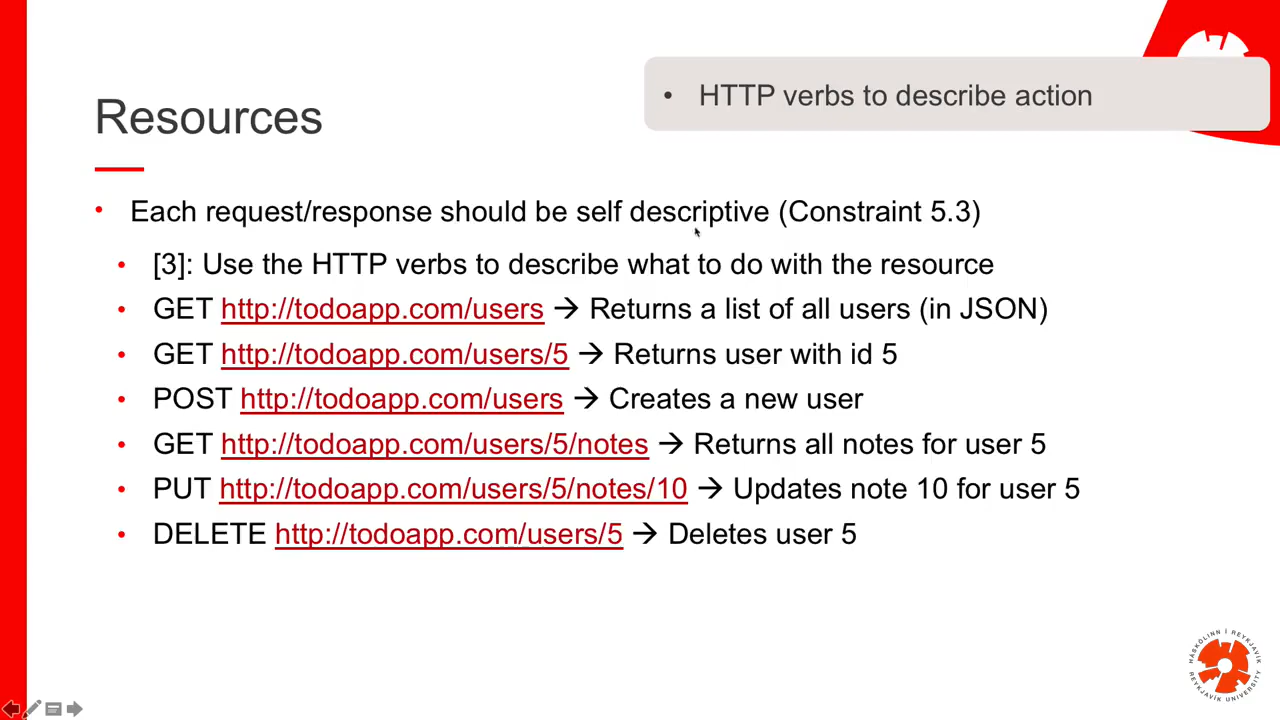 • HTTP verbs to describe action
Resources
• Each request/response should be self descriptive (Constraint 5.3)
• [3]: Use the HTTP verbs to describe what to do with the resource
• GET http://todoapp.com/users → Returns a list of all users (in JSON)
• GET http://todoapp.com/users/5 → Returns user with id 5
• POST http://todoapp.com/users → Creates a new user
• GET http://todoapp.com/users/5/notes → Returns all notes for user 5
• PUT http://todoapp.com/users/5/notes/10 → Updates note 10 for user 5
• DELETE http://todoapp.com/users/5 → Deletes user 5
HÁSKÓLINN Í REYKJAVÍK
REYKJAVÍK UNIVERSITY